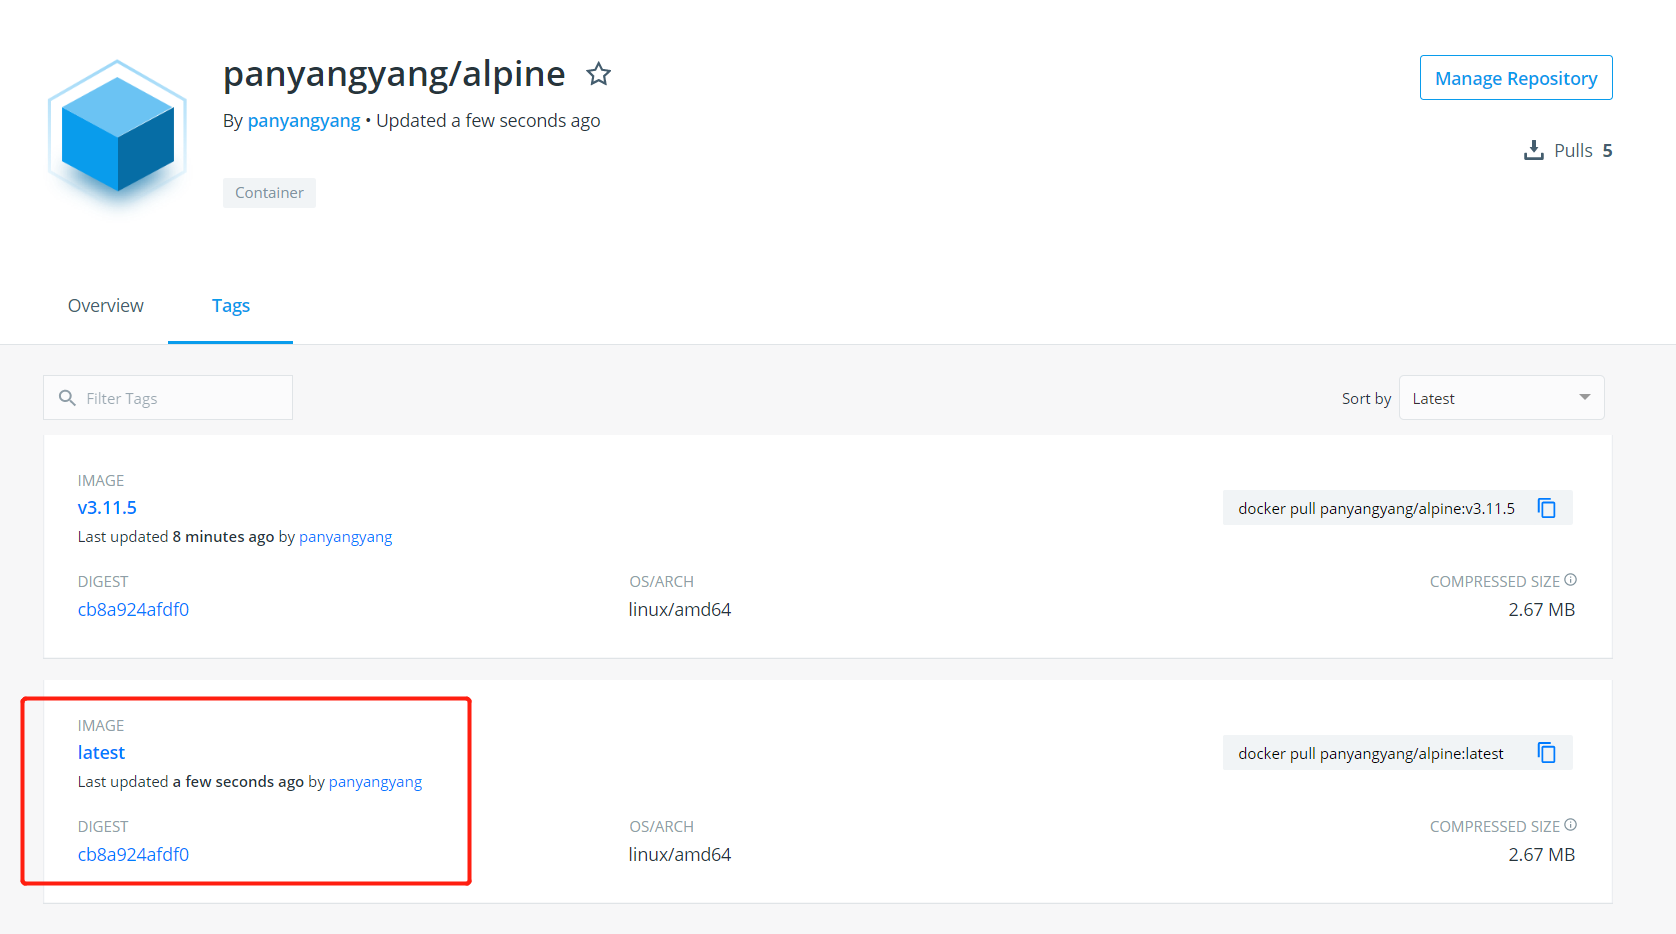 panyangyang/alpine
By panyangyang • Updated a few seconds ago
Manage Repository
Pulls 5
Container
Overview
Tags
Filter Tags
Sort by
Latest
IMAGE
v3.11.5
Last updated 8 minutes ago by panyangyang
docker pull panyangyang/alpine:v3.11.5
DIGEST
OS/ARCH
COMPRESSED SIZE
cb8a924afdf0
linux/amd64
2.67 MB
IMAGE
latest
Last updated a few seconds ago by panyangyang
docker pull panyangyang/alpine:latest
DIGEST
OS/ARCH
COMPRESSED SIZE
cb8a924afdf0
linux/amd64
2.67 MB